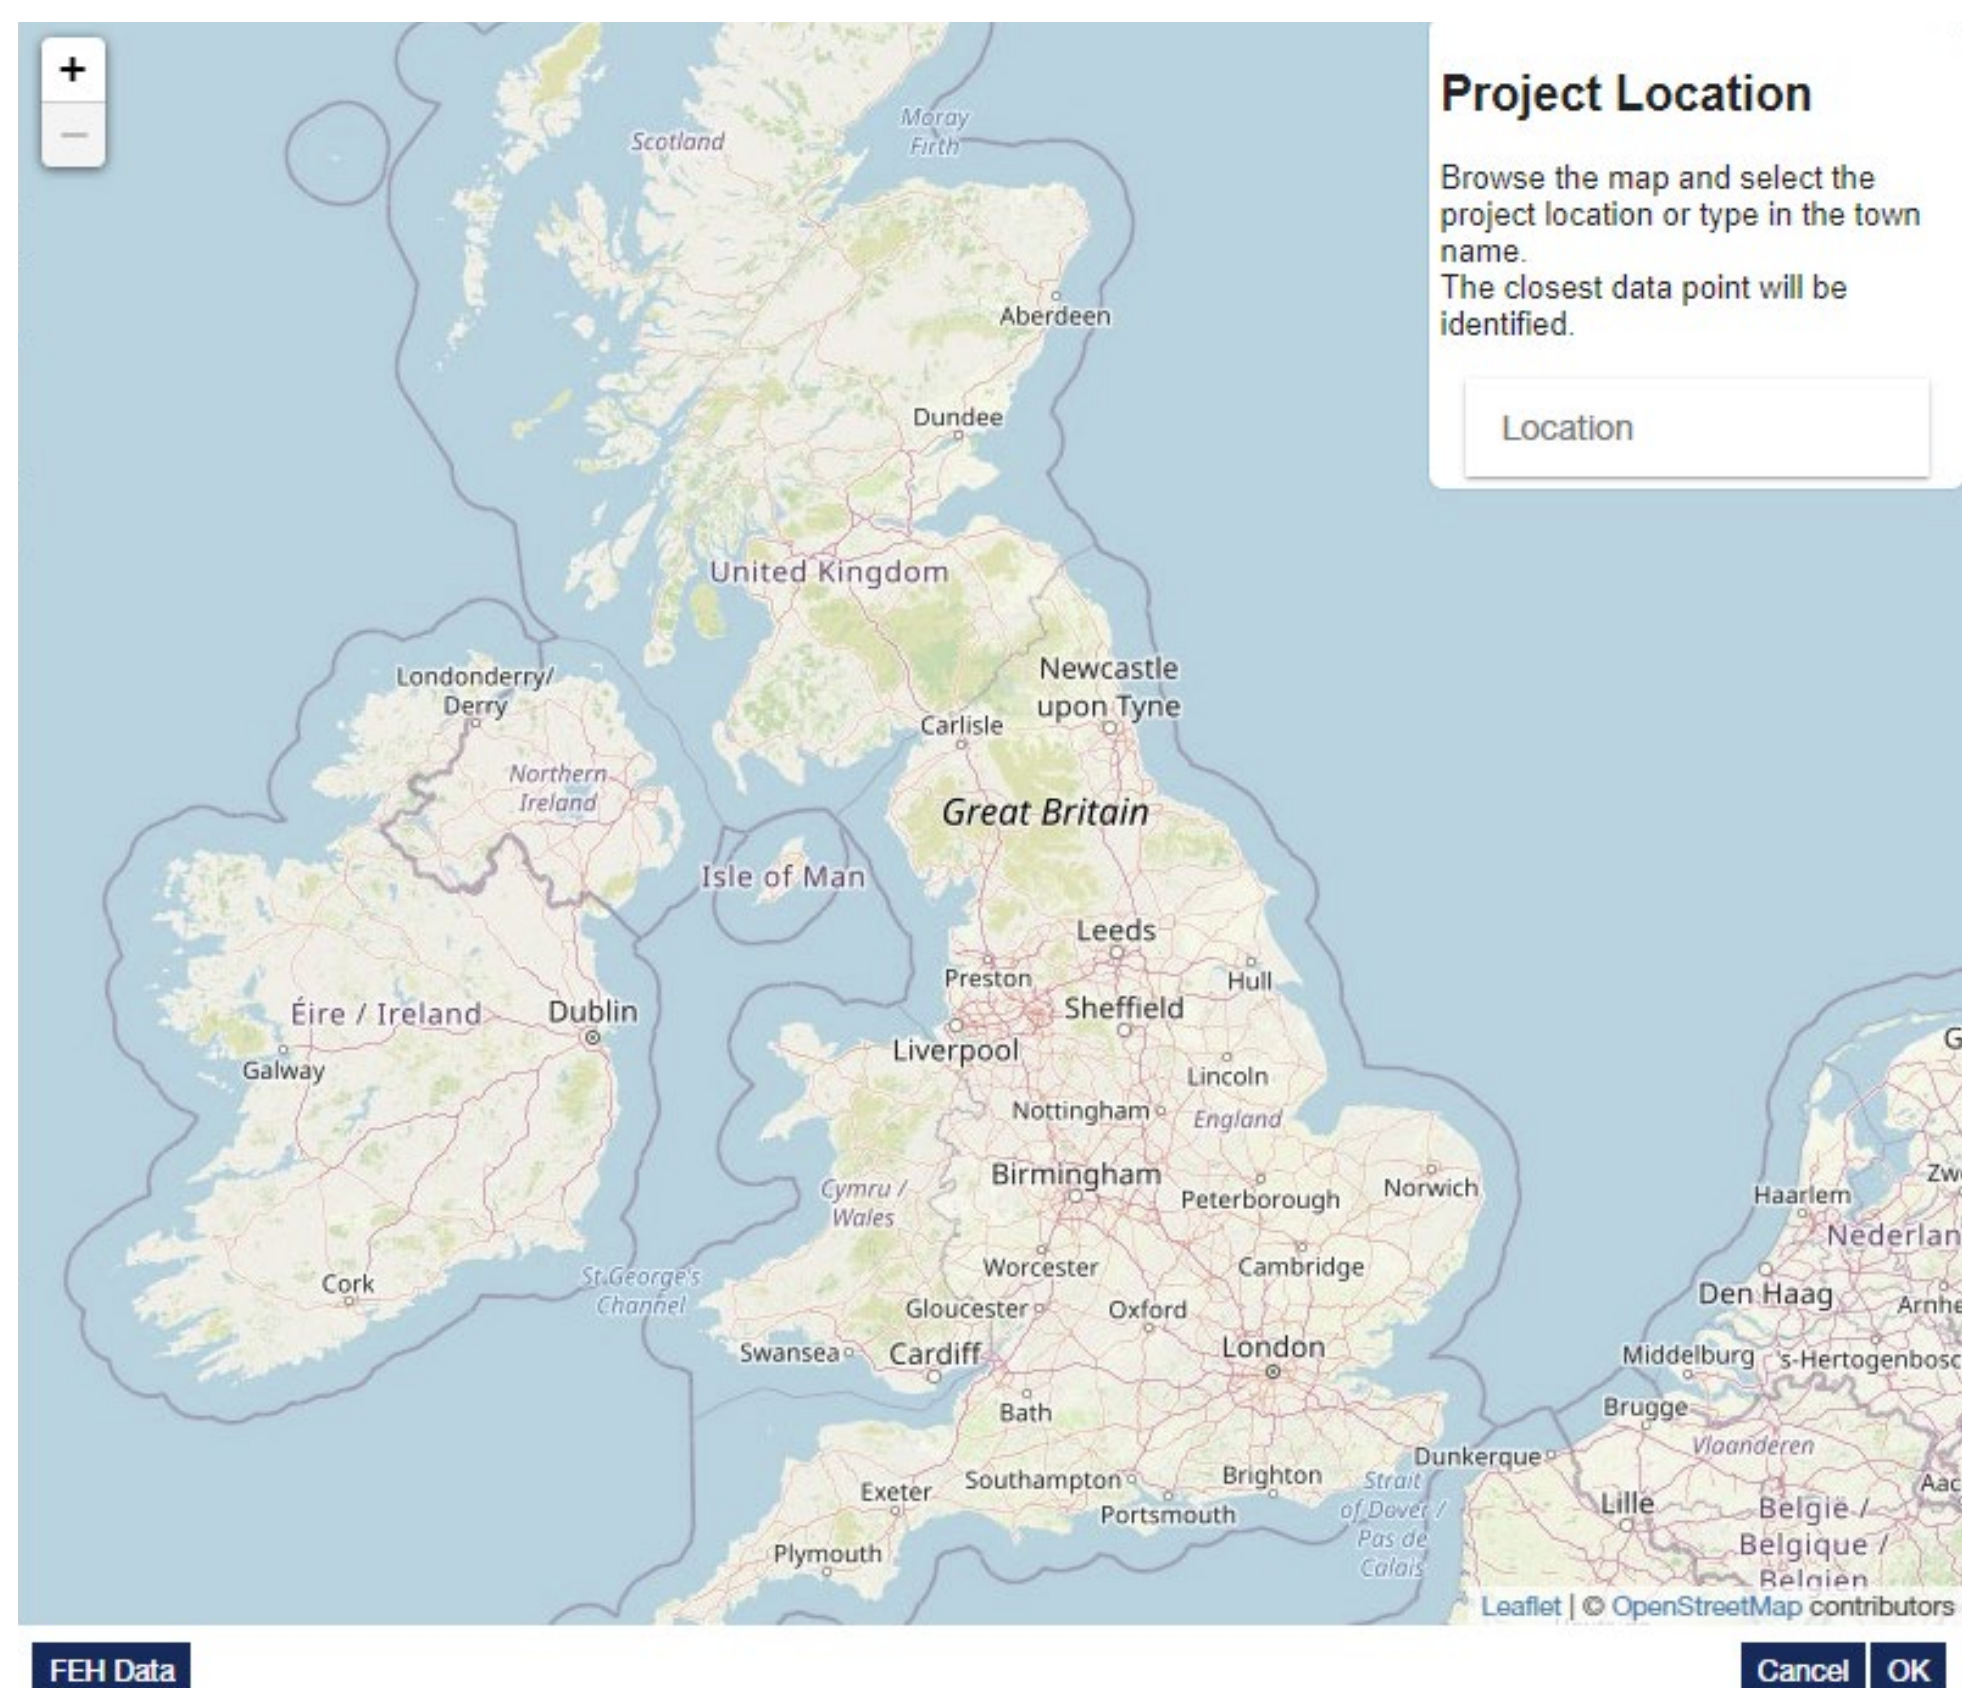 +
−
Project Location
Browse the map and select the
project location or type in the town
name.
The closest data point will be
identified.
Location
Scotland
Moray
Firth
Aberdeen
Dundee
United Kingdom
Londonderry/
Derry
Newcastle
upon Tyne
Carlisle
Northern
Ireland
Great Britain
Isle of Man
Leeds
Preston
Hull
Sheffield
Éire / Ireland
Dublin
Liverpool
Galway
Lincoln
Nottingham
England
Birmingham
Peterborough
Norwich
Cymru /
Wales
Haarlem
Zw
G
Nederlan
Worcester
Cambridge
Cork
St George's
Channel
Gloucester
Oxford
Den Haag
Arnhe
Swansea
Cardiff
London
Middelburg
's-Hertogenbosc
Bath
Brugge
Vlaanderen
Dunkerque
Exeter
Southampton
Brighton
Strait
of Dover /
Pas de
Calais
Portsmouth
Lille
Aac
België /
Belgique /
Belgien
Plymouth
Leaflet | © OpenStreetMap contributors
FEH Data
Cancel
OK